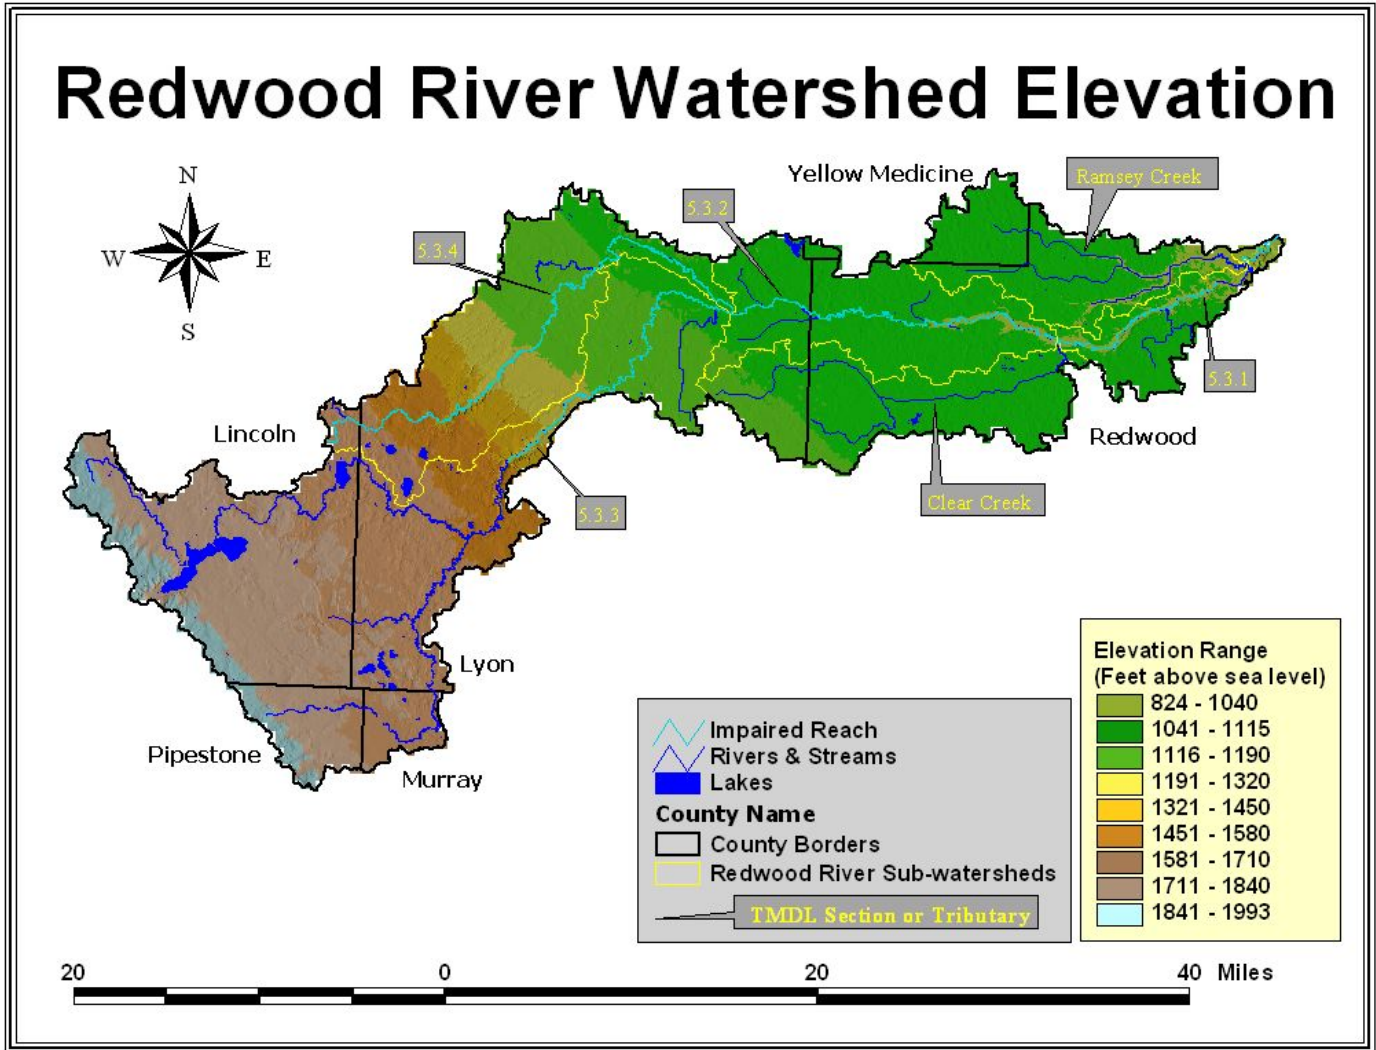 Redwood River Watershed Elevation
N
W E
S
Yellow Medicine
Ramsey Creek
5.3.2
5.3.4
5.3.1
Lincoln
Redwood
Clear Creek
5.3.3
Lyon
Pipestone
Murray
Impaired Reach
Rivers & Streams
Lakes
County Name
County Borders
Redwood River Sub-watersheds
TMDL Section or Tributary
Elevation Range
(Feet above sea level)
824 - 1040
1041 - 1115
1116 - 1190
1191 - 1320
1321 - 1450
1451 - 1580
1581 - 1710
1711 - 1840
1841 - 1993
20 0 20 40 Miles